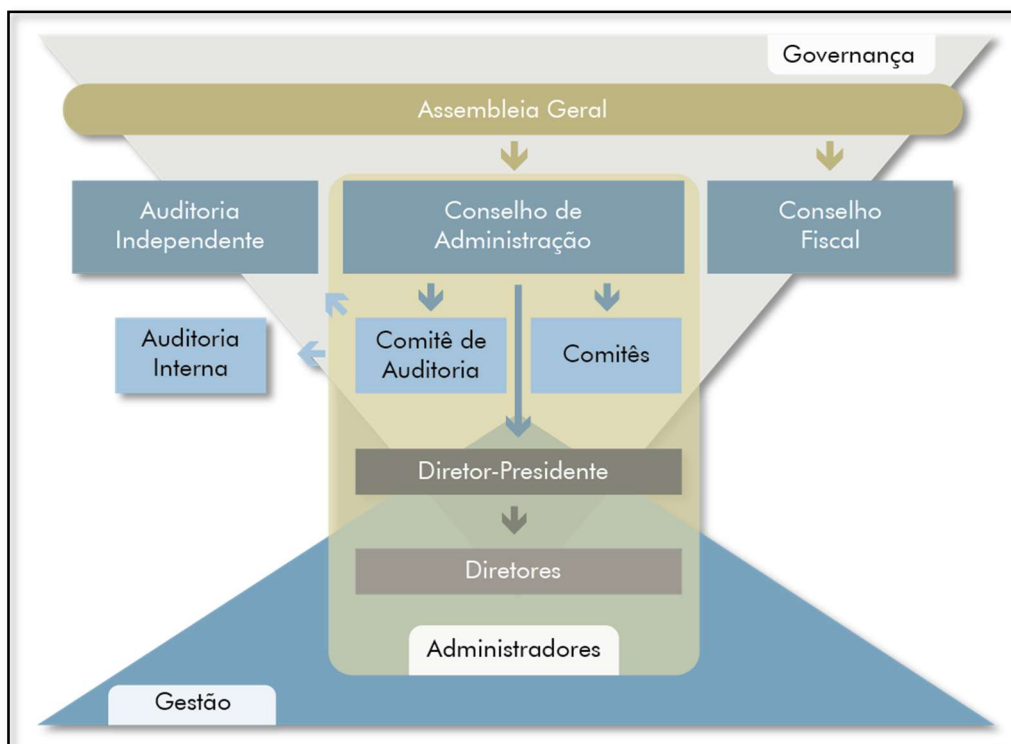 Governança
Assembleia Geral
Auditoria
Independente
Conselho de
Administração
Conselho
Fiscal
Auditoria
Interna
Comitê de
Auditoria
Comitês
Diretor-Presidente
Diretores
Administradores
Gestão